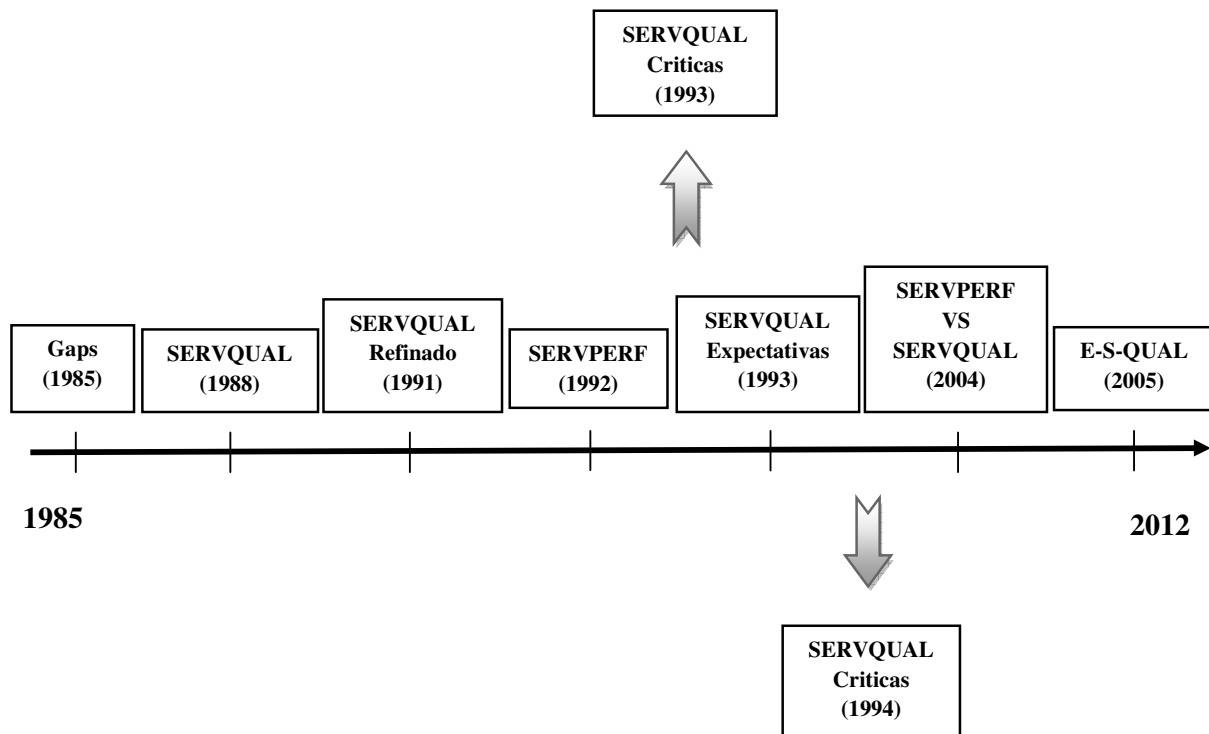 SERVQUAL
Criticas
(1993)
Gaps
(1985)
SERVQUAL
(1988)
SERVQUAL
Refinado
(1991)
SERVPERF
(1992)
SERVQUAL
Expectativas
(1993)
SERVPERF
VS
SERVQUAL
(2004)
E-S-QUAL
(2005)
1985
2012
SERVQUAL
Criticas
(1994)